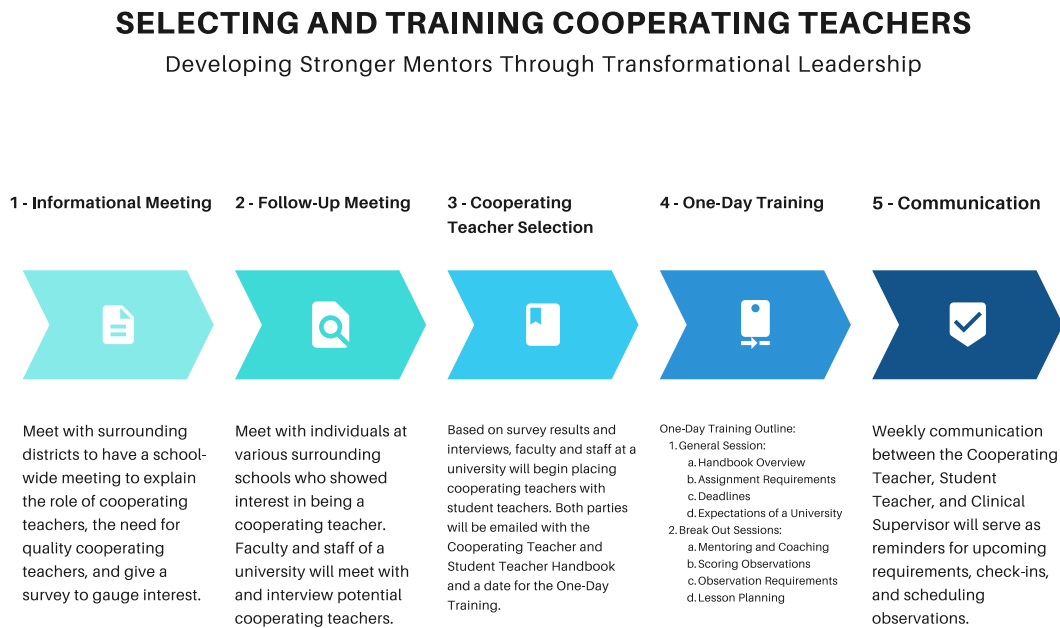 SELECTING AND TRAINING COOPERATING TEACHERS
Developing Stronger Mentors Through Transformational Leadership
1 - Informational Meeting
Meet with surrounding
districts to have a school-
wide meeting to explain
the role of cooperating
teachers, the need for
quality cooperating
teachers, and give a
survey to gauge interest.
2 - Follow-Up Meeting
Meet with individuals at
various surrounding
schools who showed
interest in being a
cooperating teacher.
Faculty and staff of a
university will meet with
and interview potential
cooperating teachers.
3 - Cooperating
Teacher Selection
Based on survey results and
interviews, faculty and staff at a
university will begin placing
cooperating teachers with
student teachers. Both parties
will be emailed with the
Cooperating Teacher and
Student Teacher Handbook
and a date for the One-Day
Training.
4 - One-Day Training
One-Day Training Outline:
1. General Session:
a. Handbook Overview
b. Assignment Requirements
c. Deadlines
d. Expectations of a University
2. Break Out Sessions:
a. Mentoring and Coaching
b. Scoring Observations
c. Observation Requirements
d. Lesson Planning
5 - Communication
Weekly communication
between the Cooperating
Teacher, Student
Teacher, and Clinical
Supervisor will serve as
reminders for upcoming
requirements, check-ins,
and scheduling
observations.